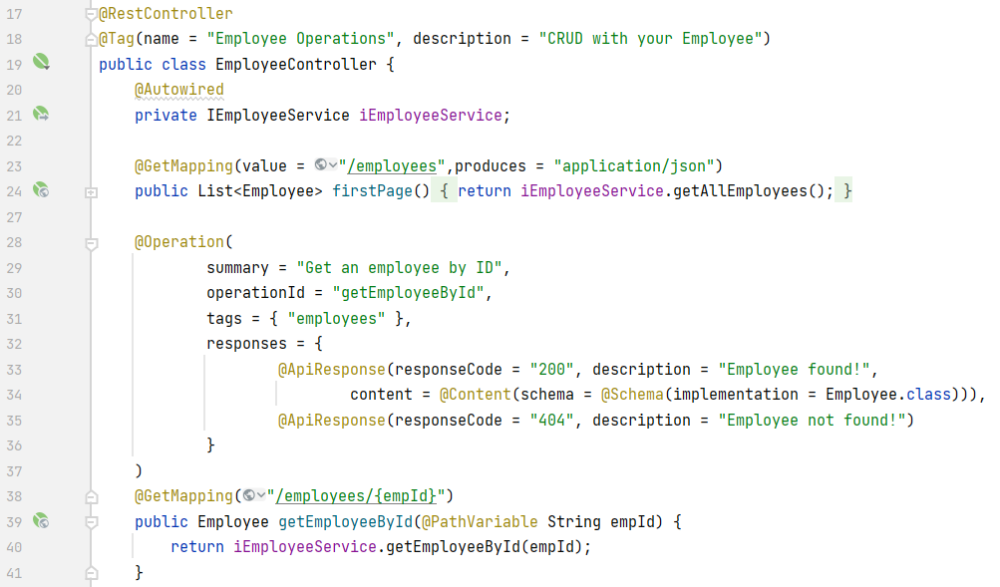 17 @RestController
18 @Tag(name = "Employee Operations", description = "CRUD with your Employee")
19 public class EmployeeController {
20     @Autowired
21     private IEmployeeService iEmployeeService;
22
23     @GetMapping(value = "/employees",produces = "application/json")
24     public List<Employee> firstPage() { return iEmployeeService.getAllEmployees(); }
27
28     @Operation(
29             summary = "Get an employee by ID",
30             operationId = "getEmployeeById",
31             tags = { "employees" },
32             responses = {
33                     @ApiResponse(responseCode = "200", description = "Employee found!",
34                             content = @Content(schema = @Schema(implementation = Employee.class))),
35                     @ApiResponse(responseCode = "404", description = "Employee not found!")
36             }
37     )
38     @GetMapping("/employees/{empId}")
39     public Employee getEmployeeById(@PathVariable String empId) {
40         return iEmployeeService.getEmployeeById(empId);
41     }